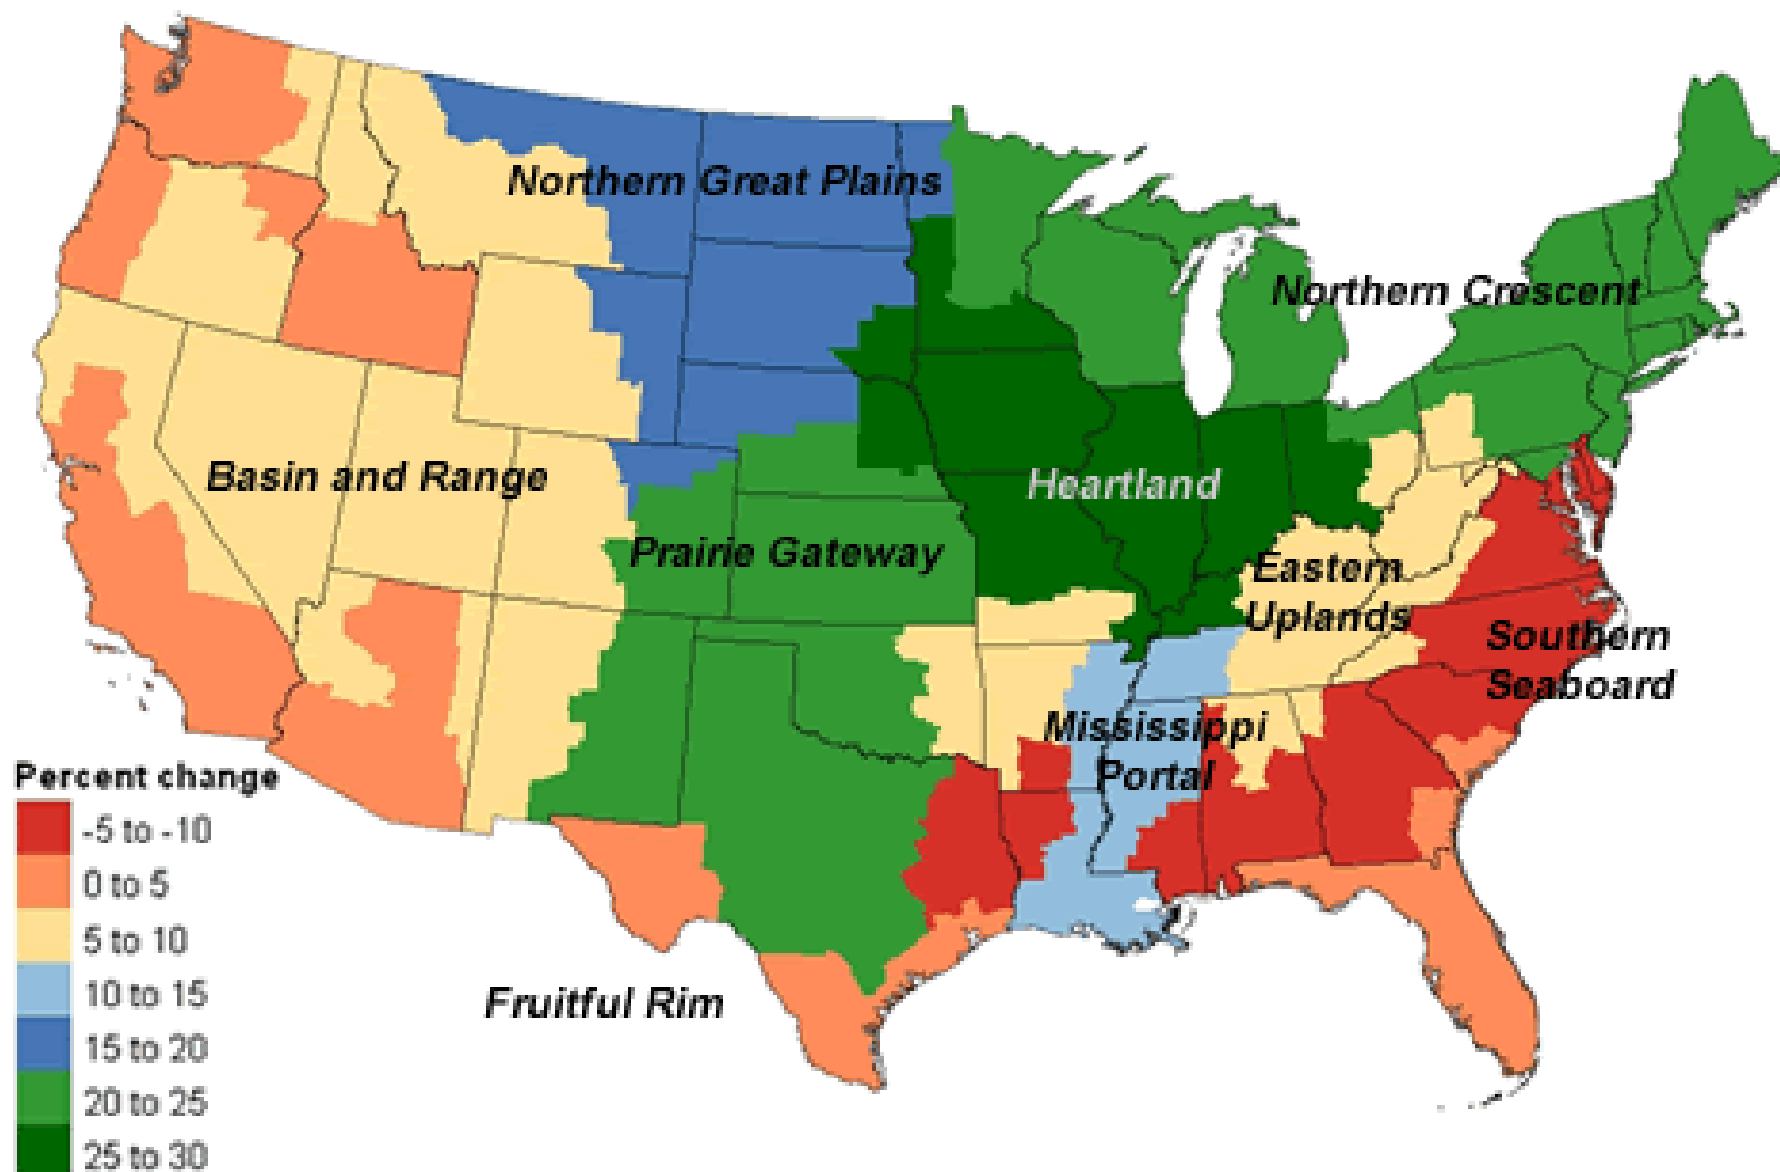 Northern Great Plains
Northern Crescent
Basin and Range
Heartland
Prairie Gateway
Eastern
Uplands
Southern
Seaboard
Mississippi
Portal
Fruitful Rim
Percent change
-5 to -10
0 to 5
5 to 10
10 to 15
15 to 20
20 to 25
25 to 30